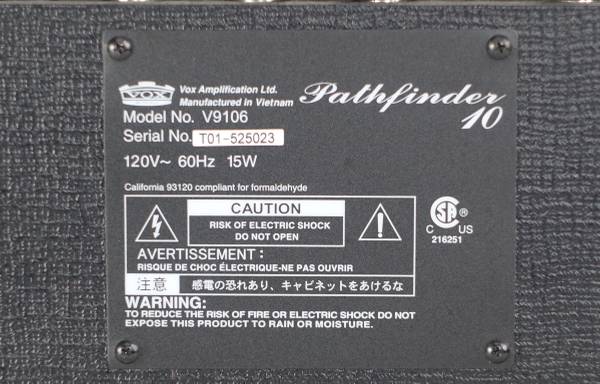 VOX
Vox Amplification Ltd.
Manufactured in Vietnam
Pathfinder
10
Model No. V9106
Serial No. T01-525023
120V~ 60Hz 15W
California 93120 compliant for formaldehyde
CAUTION
RISK OF ELECTRIC SHOCK
DO NOT OPEN
AVERTISSEMENT :
RISQUE DE CHOC ÉLECTRIQUE-NE PAS OUVRIR
注意 感電の恐れあり、キャビネットをあけるな
WARNING:
TO REDUCE THE RISK OF FIRE OR ELECTRIC SHOCK DO NOT
EXPOSE THIS PRODUCT TO RAIN OR MOISTURE.
SA ®
C US
216251